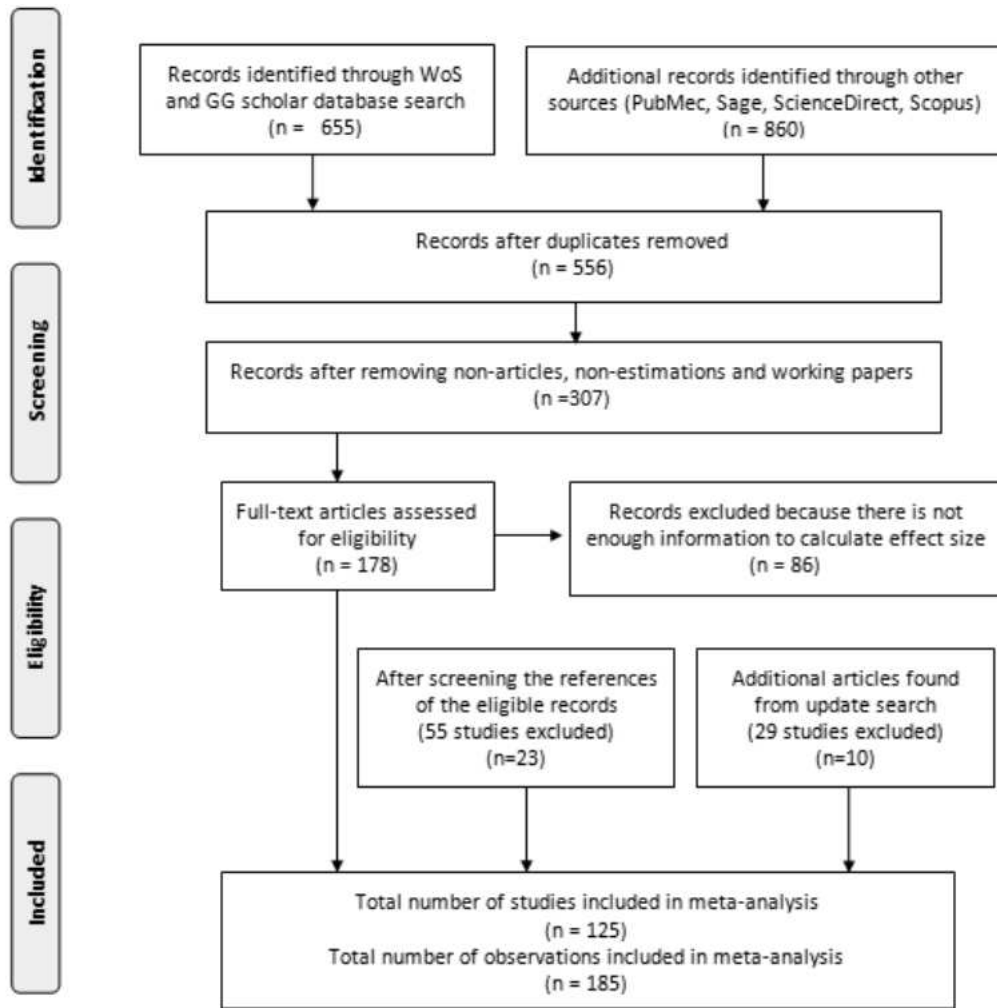 Identification
Records identified through WoS
and GG scholar database search
(n = 655)
Additional records identified through other
sources (PubMec, Sage, ScienceDirect, Scopus)
(n = 860)
Records after duplicates removed
(n = 556)
Screening
Records after removing non-articles, non-estimations and working papers
(n =307)
Eligibility
Full-text articles assessed
for eligibility
(n = 178)
Records excluded because there is not
enough information to calculate effect size
(n = 86)
After screening the references
of the eligible records
(55 studies excluded)
(n=23)
Additional articles found
from update search
(29 studies excluded)
(n=10)
Included
Total number of studies included in meta-analysis
(n = 125)
Total number of observations included in meta-analysis
(n = 185)